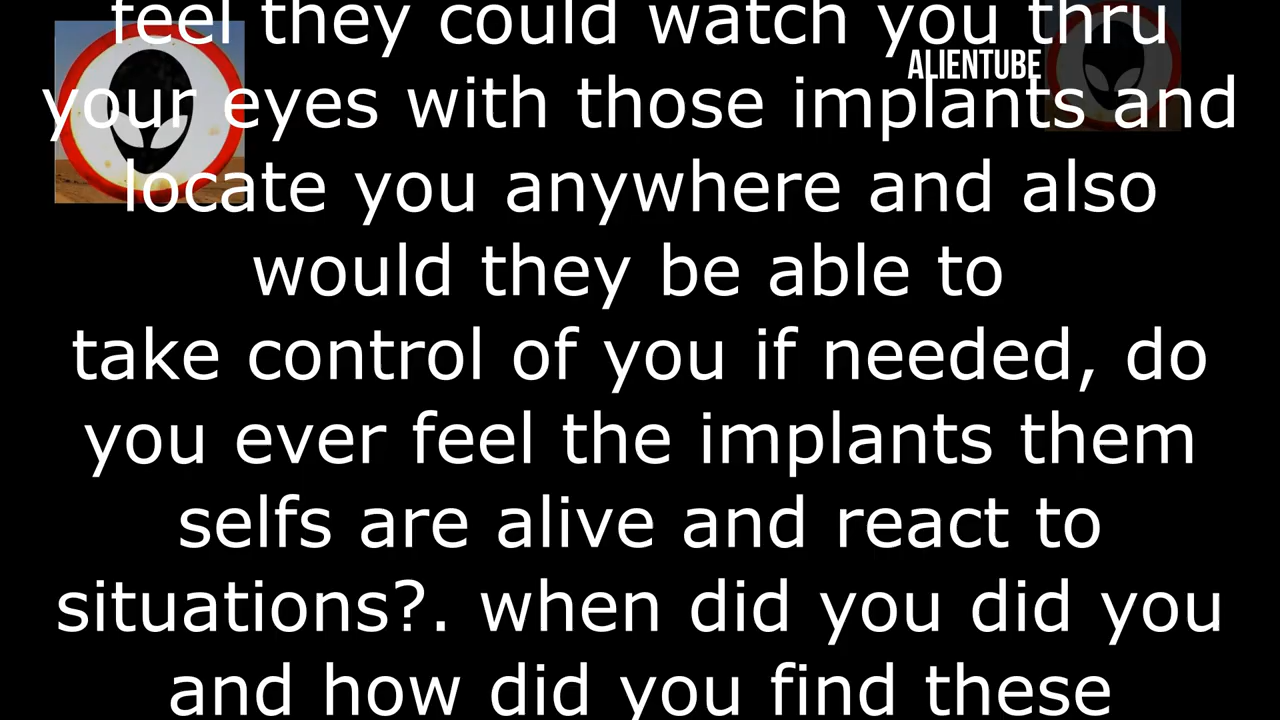 feel they could watch you thru
ALIENTUBE
your eyes with those implants and
locate you anywhere and also
would they be able to
take control of you if needed, do
you ever feel the implants them
selfs are alive and react to
situations?. when did you did you
and how did you find these